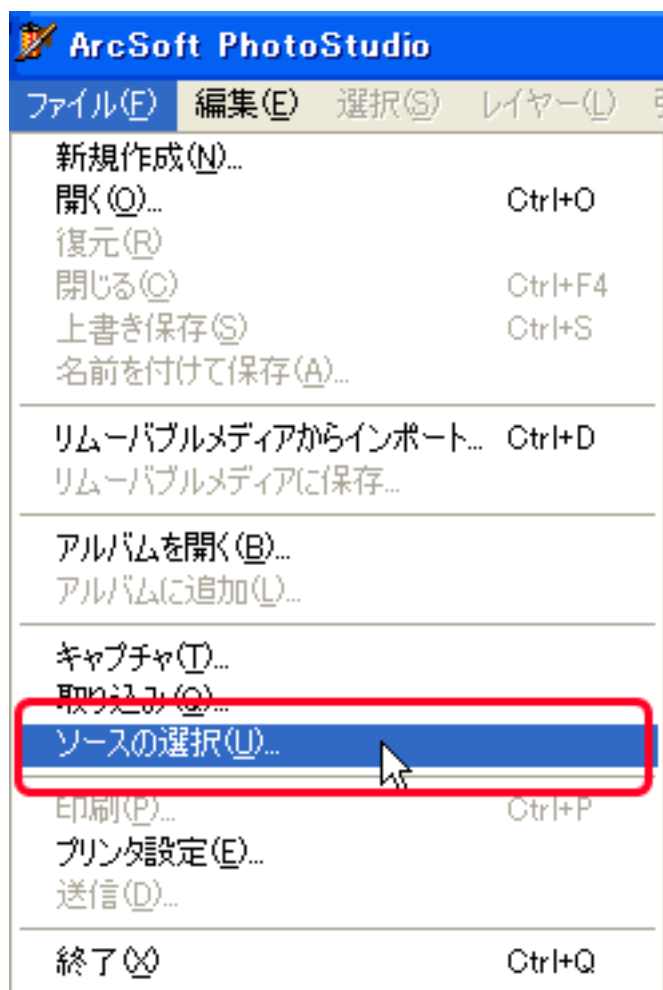 ArcSoft PhotoStudio
ファイル(F) 編集(E) 選択(S) レイヤー(L)
新規作成(N)...
開く(O)... Ctrl+O
復元(R)
閉じる(C) Ctrl+F4
上書き保存(S) Ctrl+S
名前を付けて保存(A)...
リムーバブルメディアからインポート... Ctrl+D
リムーバブルメディアに保存...
アルバムを開く(B)...
アルバムに追加(L)...
キャプチャ(T)...
取り込み(Q)...
ソースの選択(U)...
印刷(P)... Ctrl+P
プリンタ設定(E)...
送信(D)...
終了(X) Ctrl+Q